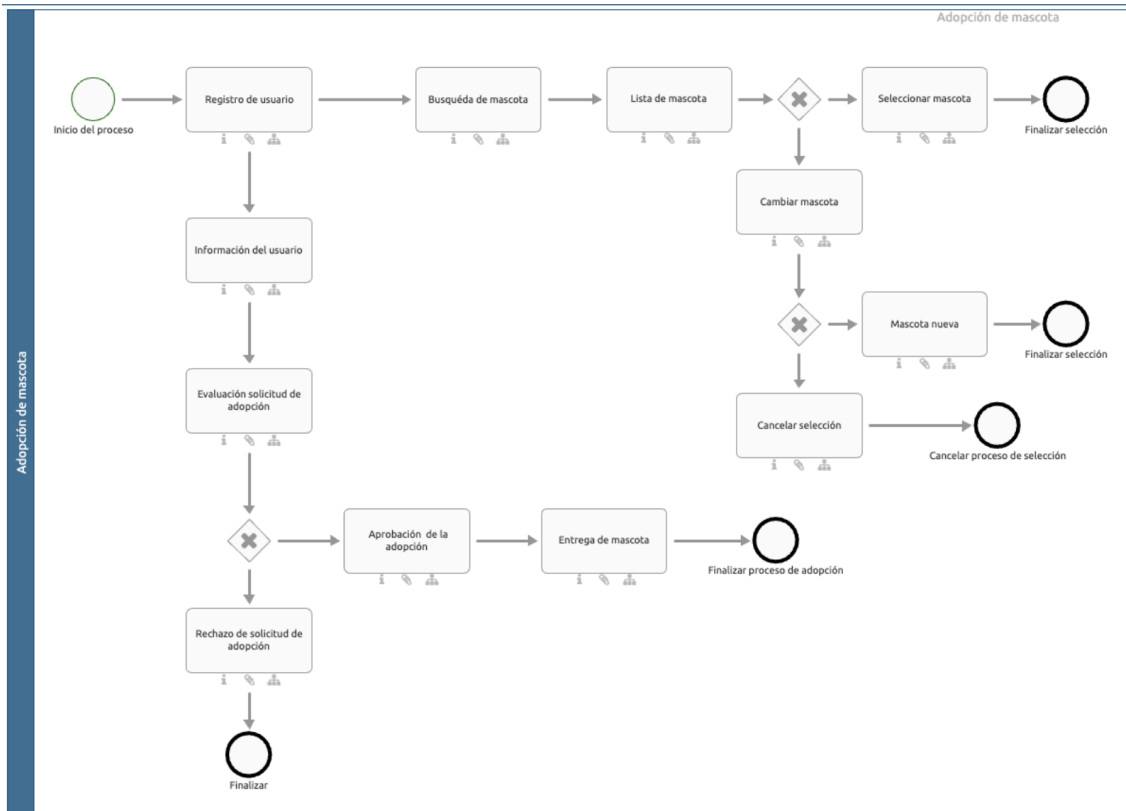 Adopción de mascota
Adopción de mascota
Inicio del proceso
Registro de usuario
Busquéda de mascota
Lista de mascota
Seleccionar mascota
Finalizar selección
Cambiar mascota
Información del usuario
Mascota nueva
Finalizar selección
Evaluación solicitud de
adopción
Cancelar selección
Cancelar proceso de selección
Aprobación de la
adopción
Entrega de mascota
Finalizar proceso de adopción
Rechazo de solicitud de
adopción
Finalizar